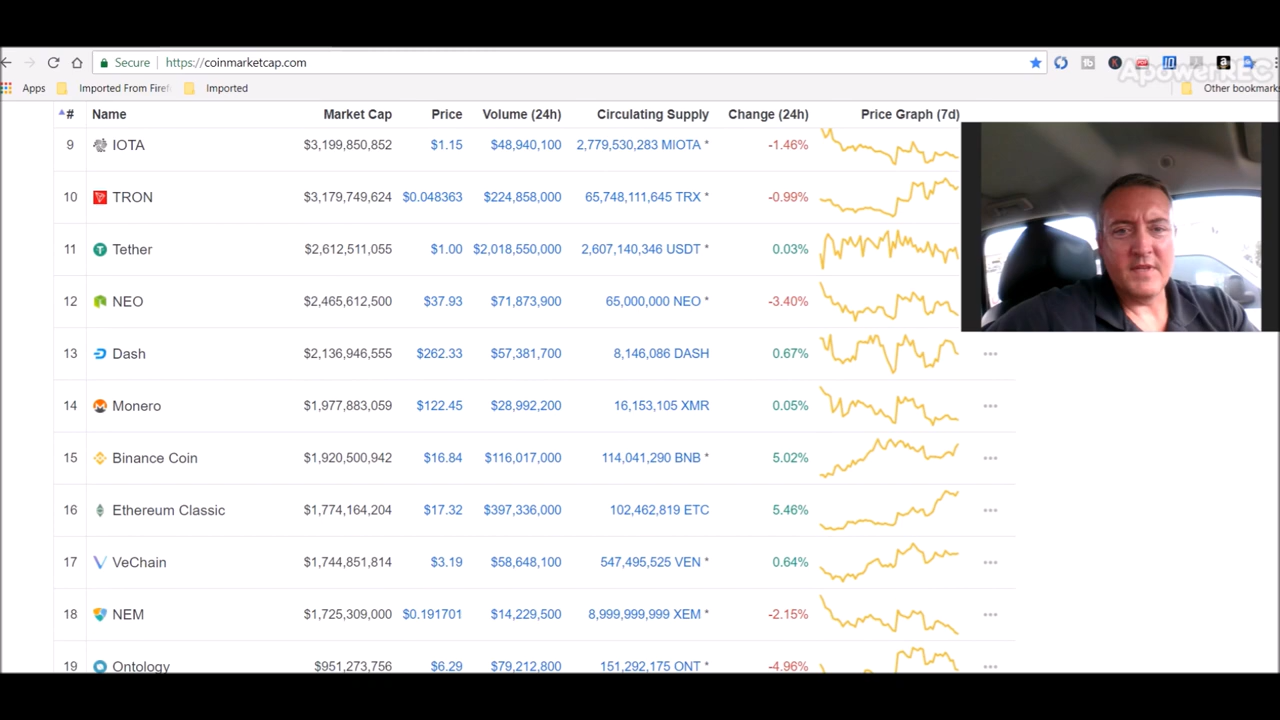 Secure https://coinmarketcap.com
ApowerREC
Apps Imported From Firef Imported Other bookmarks
# Name Market Cap Price Volume (24h) Circulating Supply Change (24h) Price Graph (7d)
9 IOTA $3,199,850,852 $1.15 $48,940,100 2,779,530,283 MIOTA * -1.46%
10 TRON $3,179,749,624 $0.048363 $224,858,000 65,748,111,645 TRX * -0.99%
11 Tether $2,612,511,055 $1.00 $2,018,550,000 2,607,140,346 USDT * 0.03%
12 NEO $2,465,612,500 $37.93 $71,873,900 65,000,000 NEO * -3.40%
13 Dash $2,136,946,555 $262.33 $57,381,700 8,146,086 DASH 0.67%
14 Monero $1,977,883,059 $122.45 $28,992,200 16,153,105 XMR 0.05%
15 Binance Coin $1,920,500,942 $16.84 $116,017,000 114,041,290 BNB * 5.02%
16 Ethereum Classic $1,774,164,204 $17.32 $397,336,000 102,462,819 ETC 5.46%
17 VeChain $1,744,851,814 $3.19 $58,648,100 547,495,525 VEN * 0.64%
18 NEM $1,725,309,000 $0.191701 $14,229,500 8,999,999,999 XEM * -2.15%
19 Ontology $951,273,756 $6.29 $79,212,800 151,292,175 ONT * -4.96%